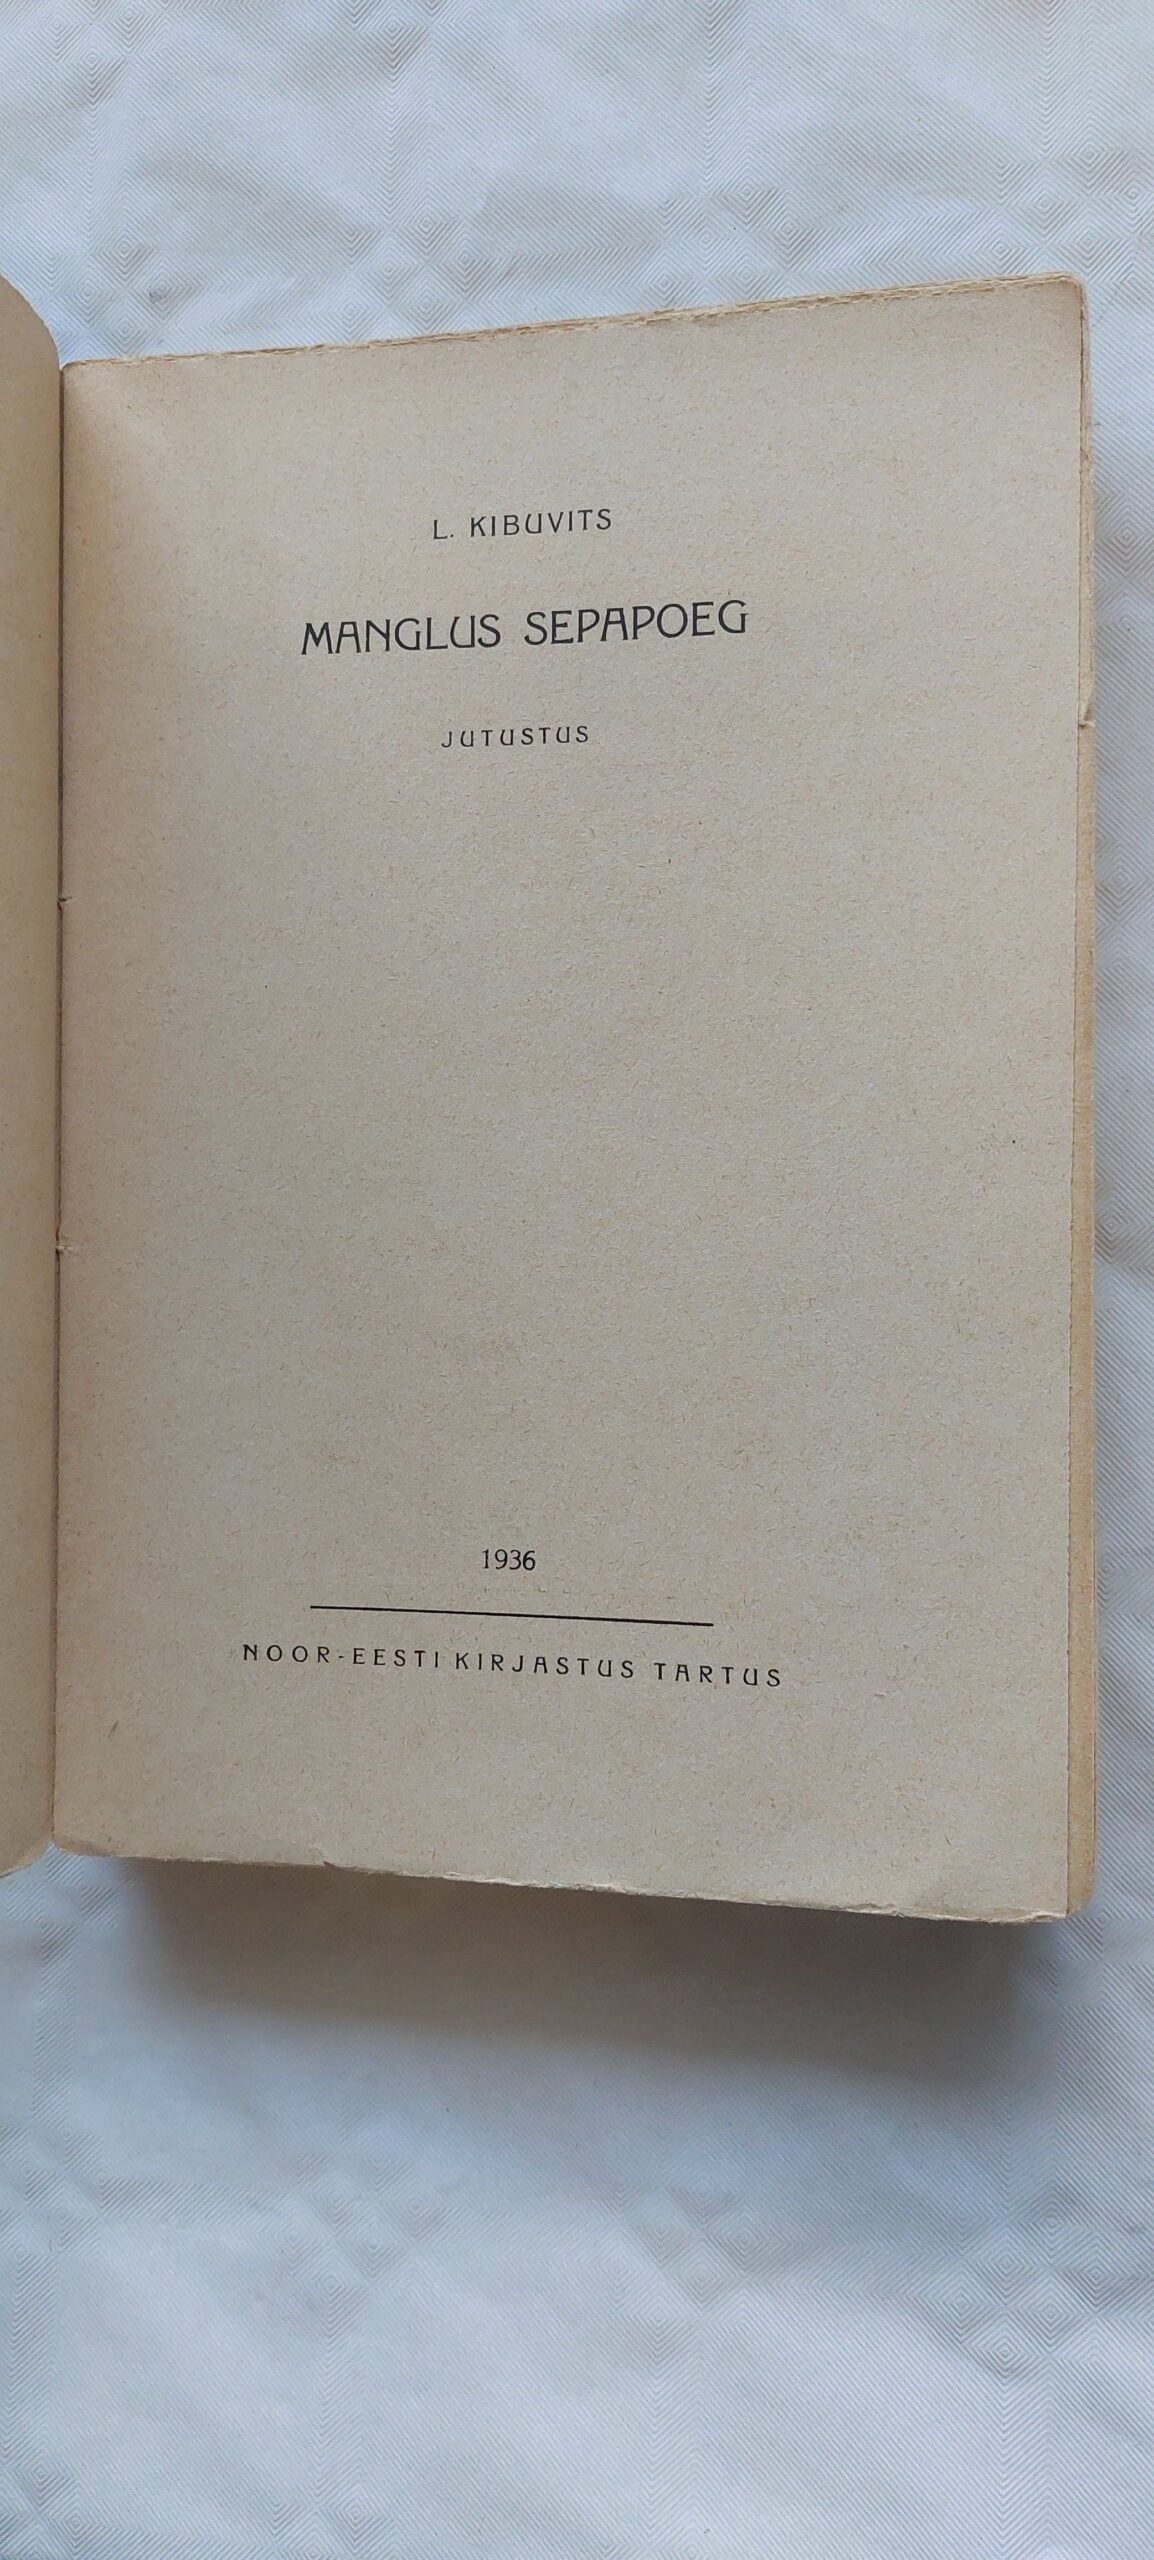 L. KIBUVITS
MANGLUS SEPAPOEG
JUTUSTUS
1936
NOOR-EESTI KIRJASTUS TARTUS